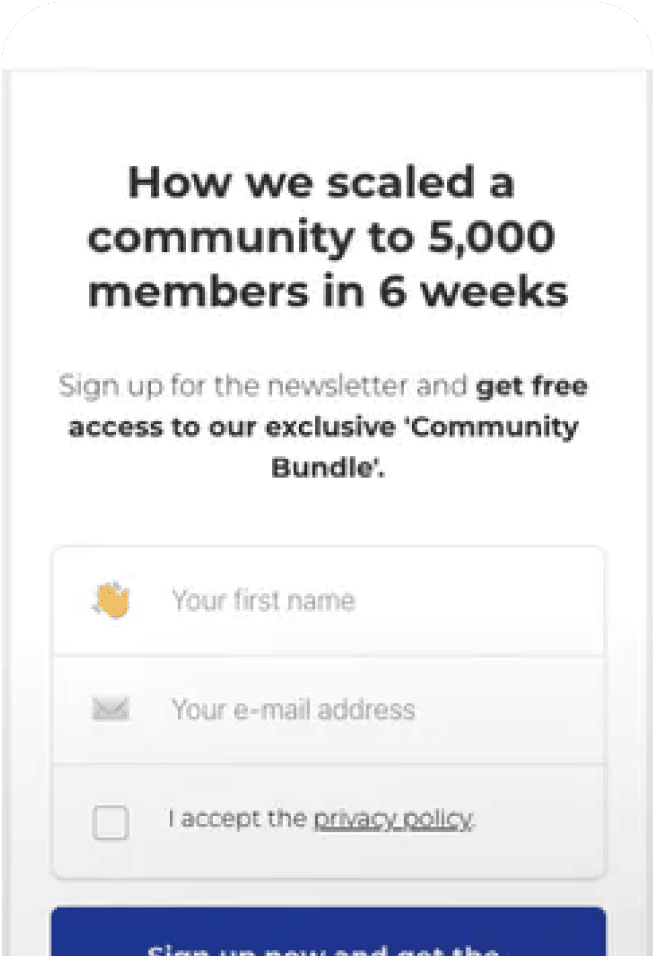 How we scaled a
community to 5,000
members in 6 weeks
Sign up for the newsletter and get free
access to our exclusive 'Community
Bundle'.
Your first name
Your e-mail address
I accept the privacy policy.
Sign up now and get the